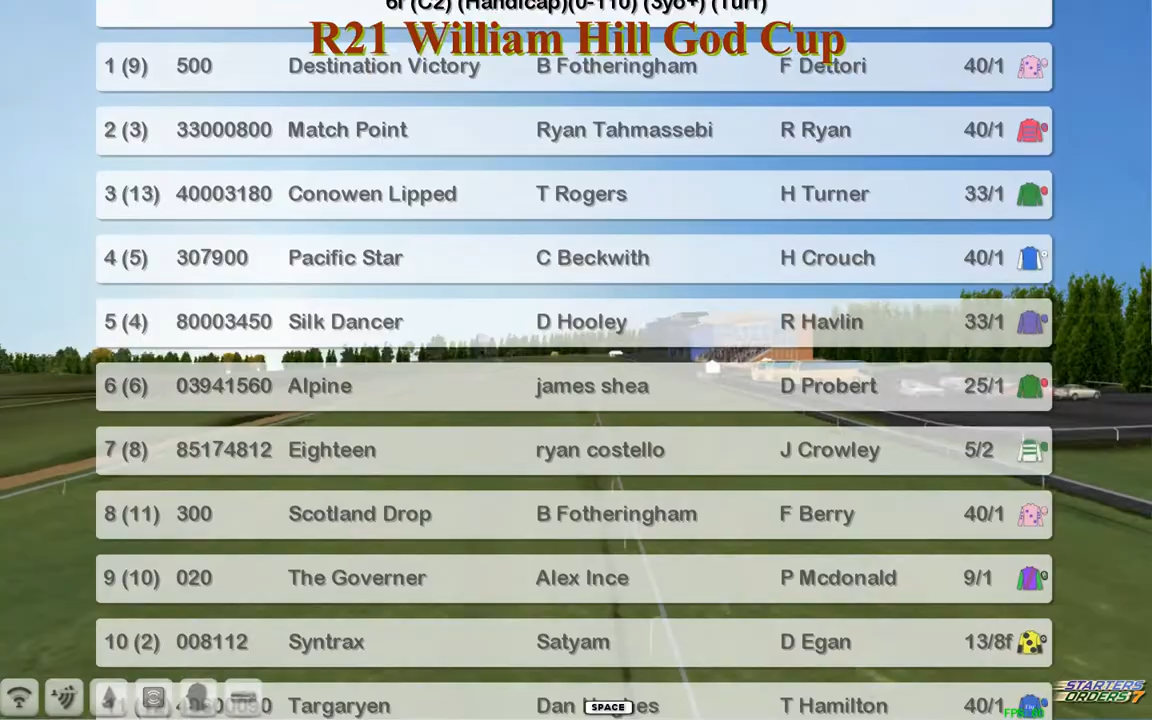 6f (C2) (Handicap)(0-110) (3yo+) (Turf)
R21 William Hill God Cup
1 (9) 500 Destination Victory B Fotheringham F Dettori 40/1
2 (3) 33000800 Match Point Ryan Tahmassebi R Ryan 40/1
3 (13) 40003180 Conowen Lipped T Rogers H Turner 33/1
4 (5) 307900 Pacific Star C Beckwith H Crouch 40/1
5 (4) 80003450 Silk Dancer D Hooley R Havlin 33/1
6 (6) 03941560 Alpine james shea D Probert 25/1
7 (8) 85174812 Eighteen ryan costello J Crowley 5/2
8 (11) 300 Scotland Drop B Fotheringham F Berry 40/1
9 (10) 020 The Governer Alex Ince P Mcdonald 9/1
10 (2) 008112 Syntrax Satyam D Egan 13/8f
Targaryen Dan T Hamilton 40/1
SPACE
STARTERS ORDERS 7